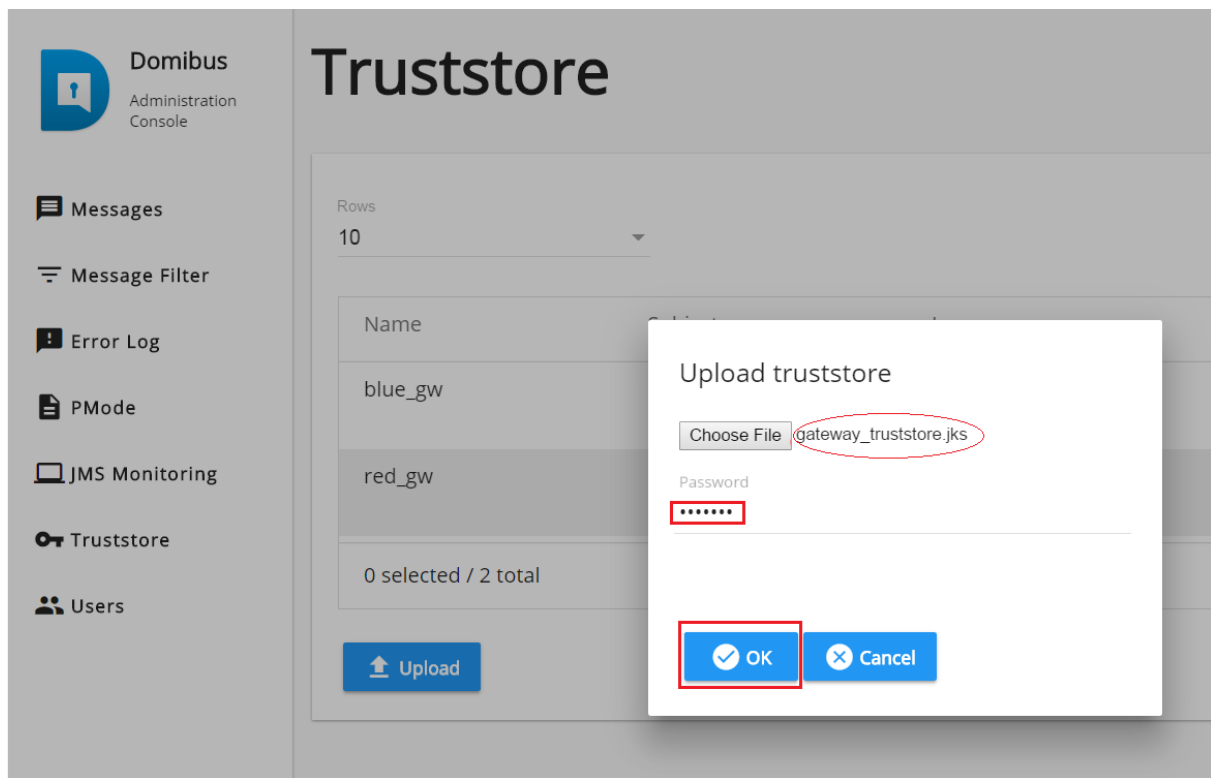 Domibus
Administration
Console
Messages
Message Filter
Error Log
PMode
JMS Monitoring
Truststore
Users
Truststore
Rows
10
Name
blue_gw
red_gw
0 selected / 2 total
Upload
Upload truststore
Choose File gateway_truststore.jks
Password
•••••••
OK Cancel